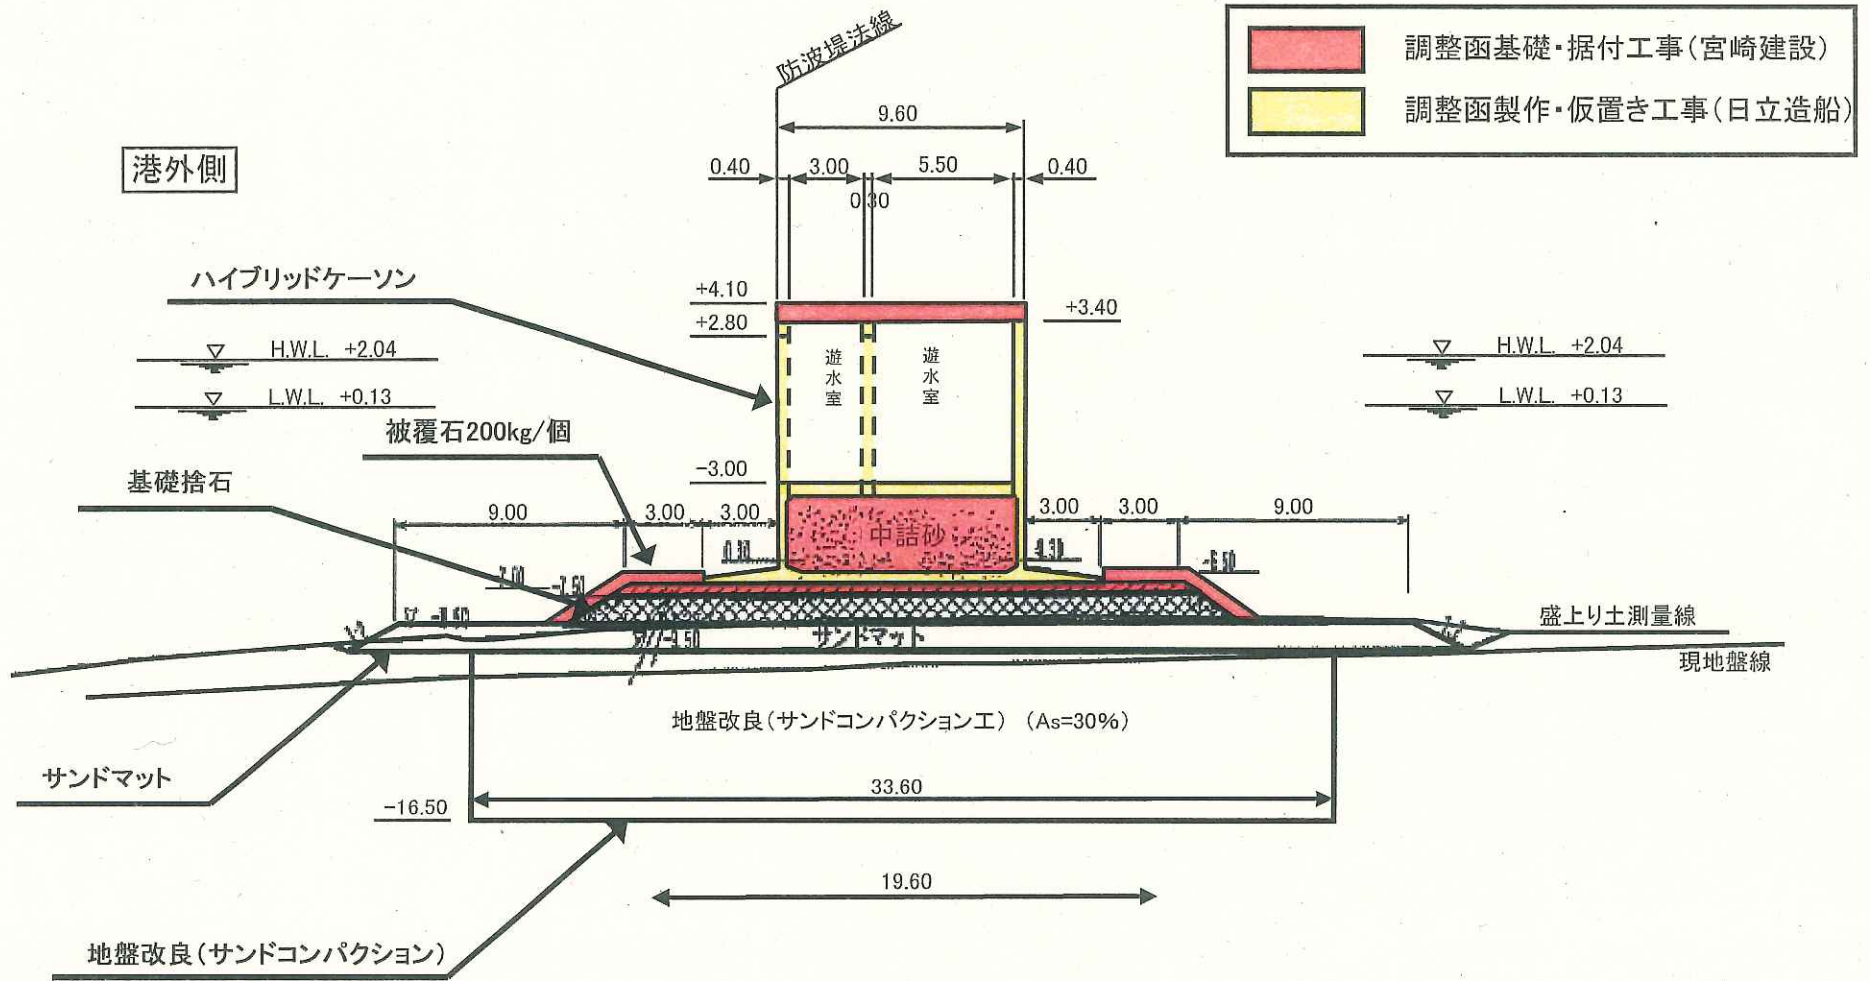 調整函基礎・据付工事(宮崎建設)
調整函製作・仮置き工事(日立造船)
防波堤法線
9.60
港外側
0.40
3.00
5.50
0.40
0.30
ハイブリッドケーソン
+4.10
+3.40
+2.80
H.W.L. +2.04
L.W.L. +0.13
遊水室
遊水室
H.W.L. +2.04
L.W.L. +0.13
被覆石200kg/個
基礎捨石
-3.00
9.00
3.00
3.00
3.00
3.00
9.00
中詰砂
-6.50
-7.50
盛上り土測量線
サンドマット
現地盤線
地盤改良(サンドコンパクション工) (As=30%)
サンドマット
33.60
-16.50
19.60
地盤改良(サンドコンパクション)